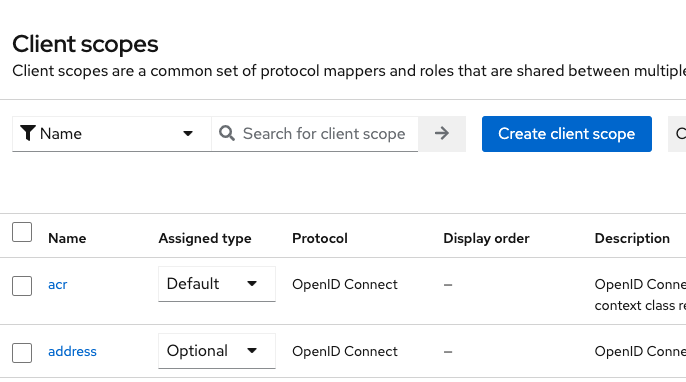 Client scopes
Client scopes are a common set of protocol mappers and roles that are shared between multiple
Name
Search for client scope
Create client scope
Name Assigned type Protocol Display order Description
acr Default OpenID Connect — OpenID Conne
context class re
address Optional OpenID Connect — OpenID Conne